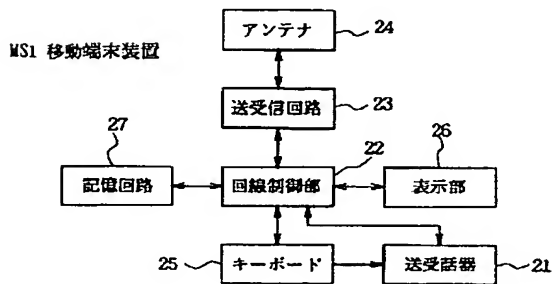 アンテナ 24
MS1 移動端末装置
送受信回路 23
27 22 26
記憶回路 回線制御部 表示部
25 キーボード 送受話器 21